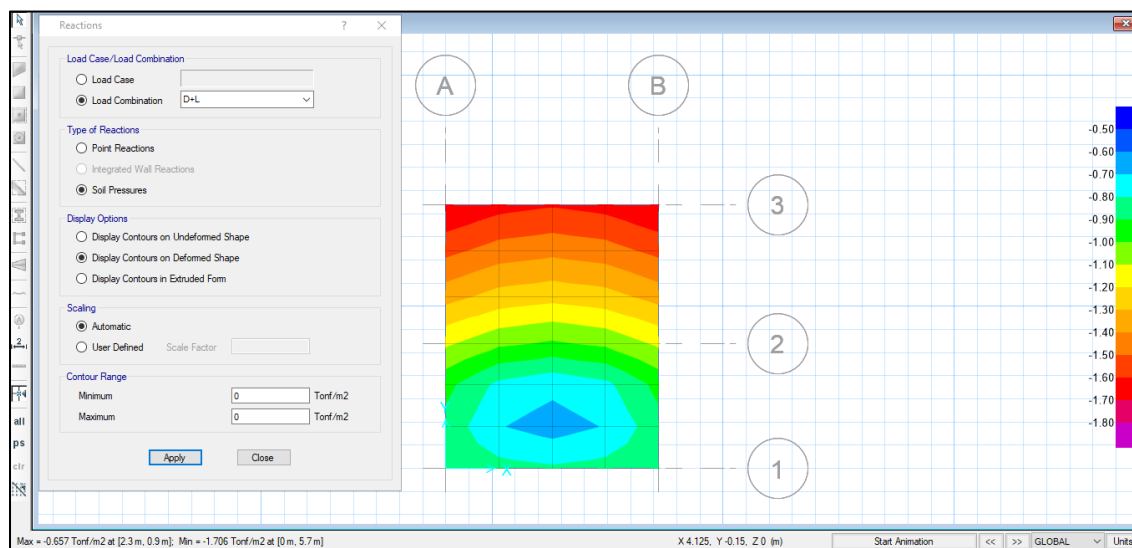 Reactions ? ×
Load Case/Load Combination
Load Case
Load Combination D+L
Type of Reactions
Point Reactions
Integrated Wall Reactions
Soil Pressures
Display Options
Display Contours on Undeformed Shape
Display Contours on Deformed Shape
Display Contours in Extruded Form
Scaling
Automatic
User Defined Scale Factor
Contour Range
Minimum 0 Tonf/m2
Maximum 0 Tonf/m2
Apply Close
2
all
ps
clr
A B
3
2
1
Y
X
-0.50
-0.60
-0.70
-0.80
-0.90
-1.00
-1.10
-1.20
-1.30
-1.40
-1.50
-1.60
-1.70
-1.80
Max = -0.657 Tonf/m2 at [2.3 m, 0.9 m]; Min = -1.706 Tonf/m2 at [0 m, 5.7 m] X 4.125, Y -0.15, Z 0 (m) Start Animation << >> GLOBAL Units